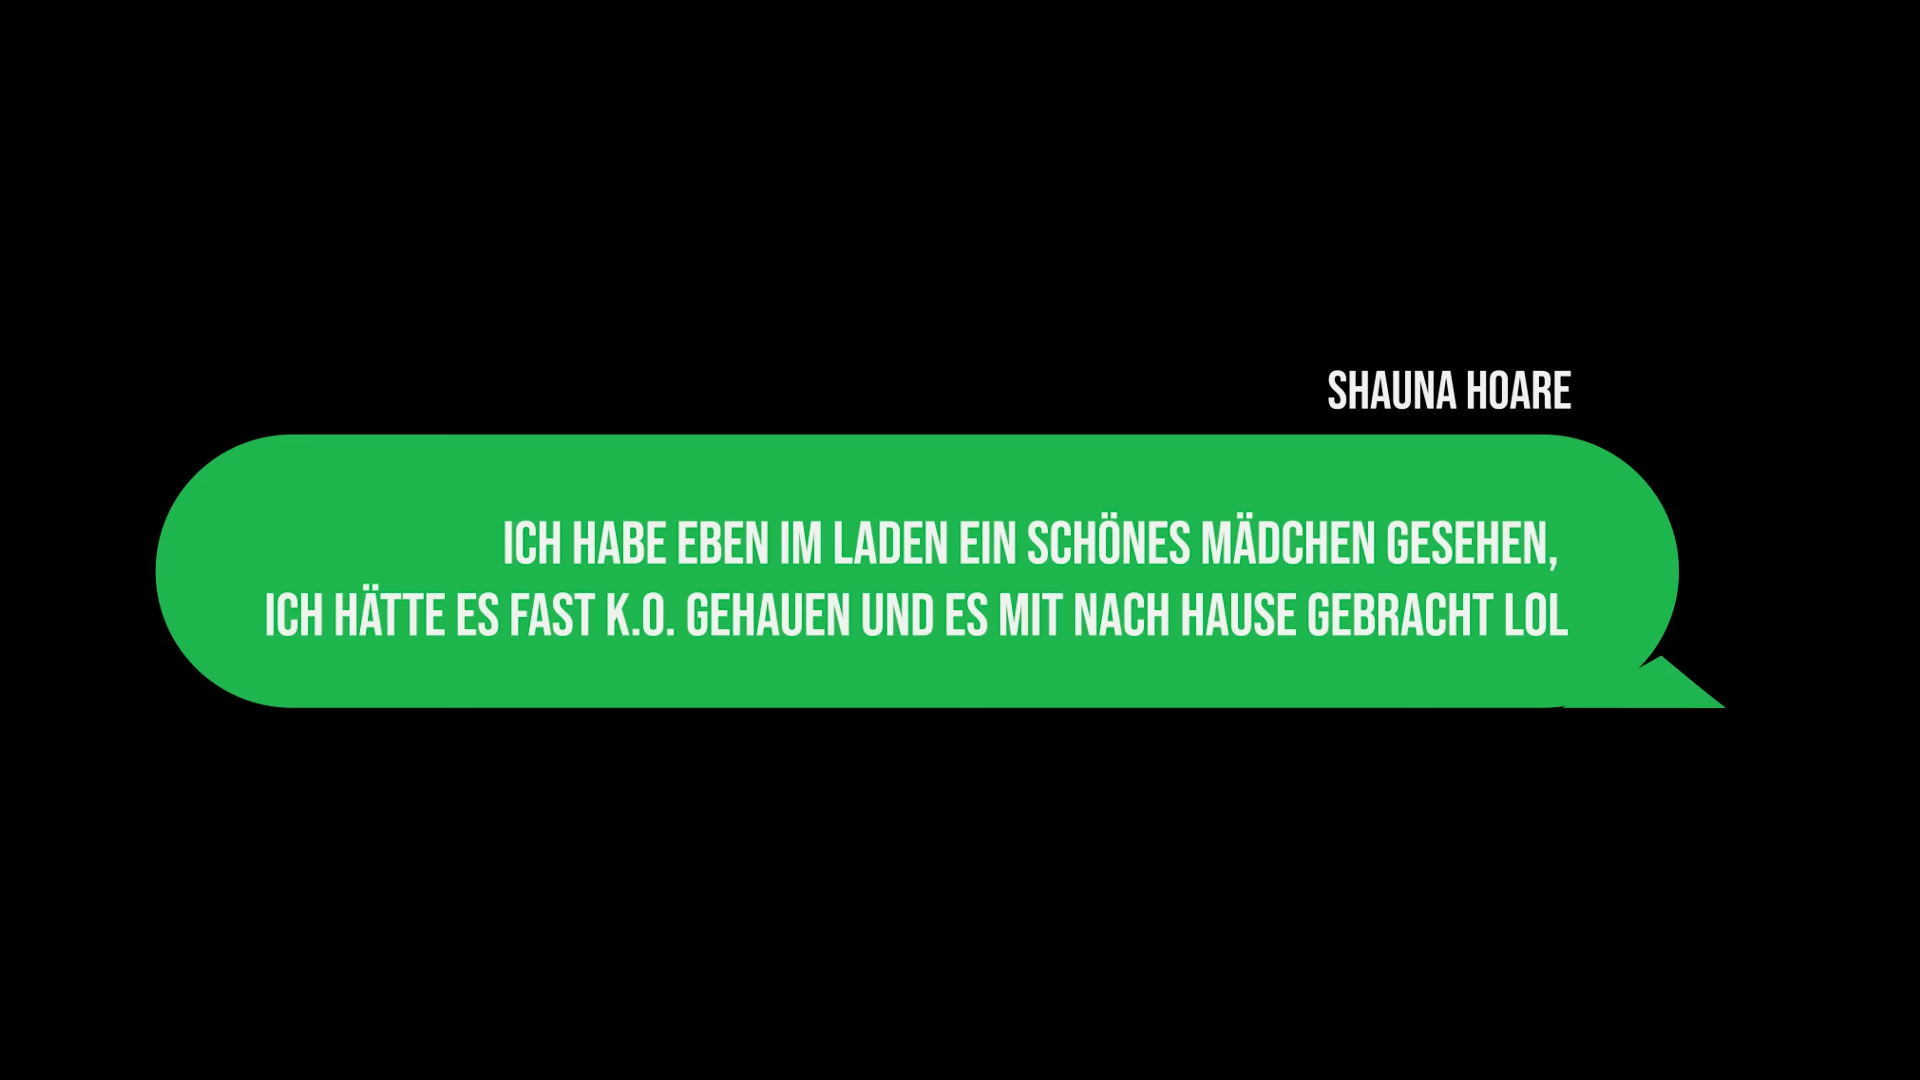 SHAUNA HOARE
ICH HABE EBEN IM LADEN EIN SCHÖNES MÄDCHEN GESEHEN,
ICH HÄTTE ES FAST K.O. GEHAUEN UND ES MIT NACH HAUSE GEBRACHT LOL